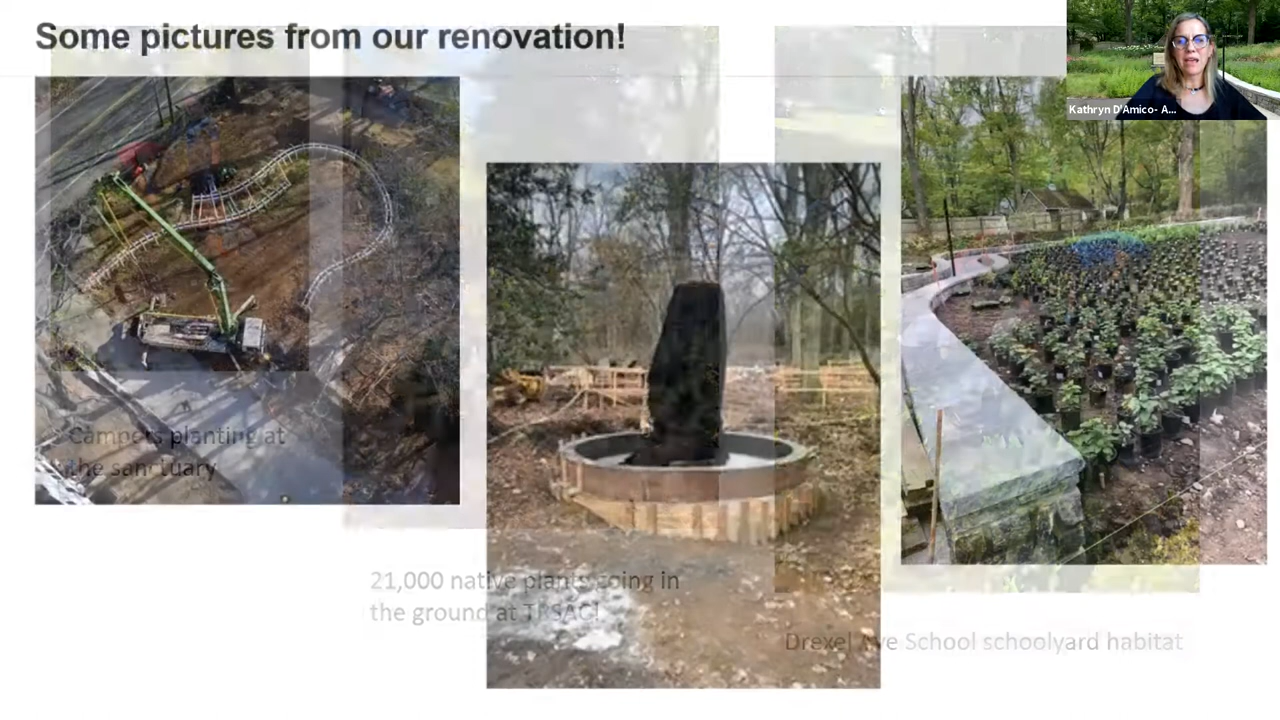 Some pictures from our renovation!
Kathryn D'Amico- A...
Campers planting at
the sanctuary
21,000 native plants going in
the ground at TRSAC!
Drexel Ave School schoolyard habitat